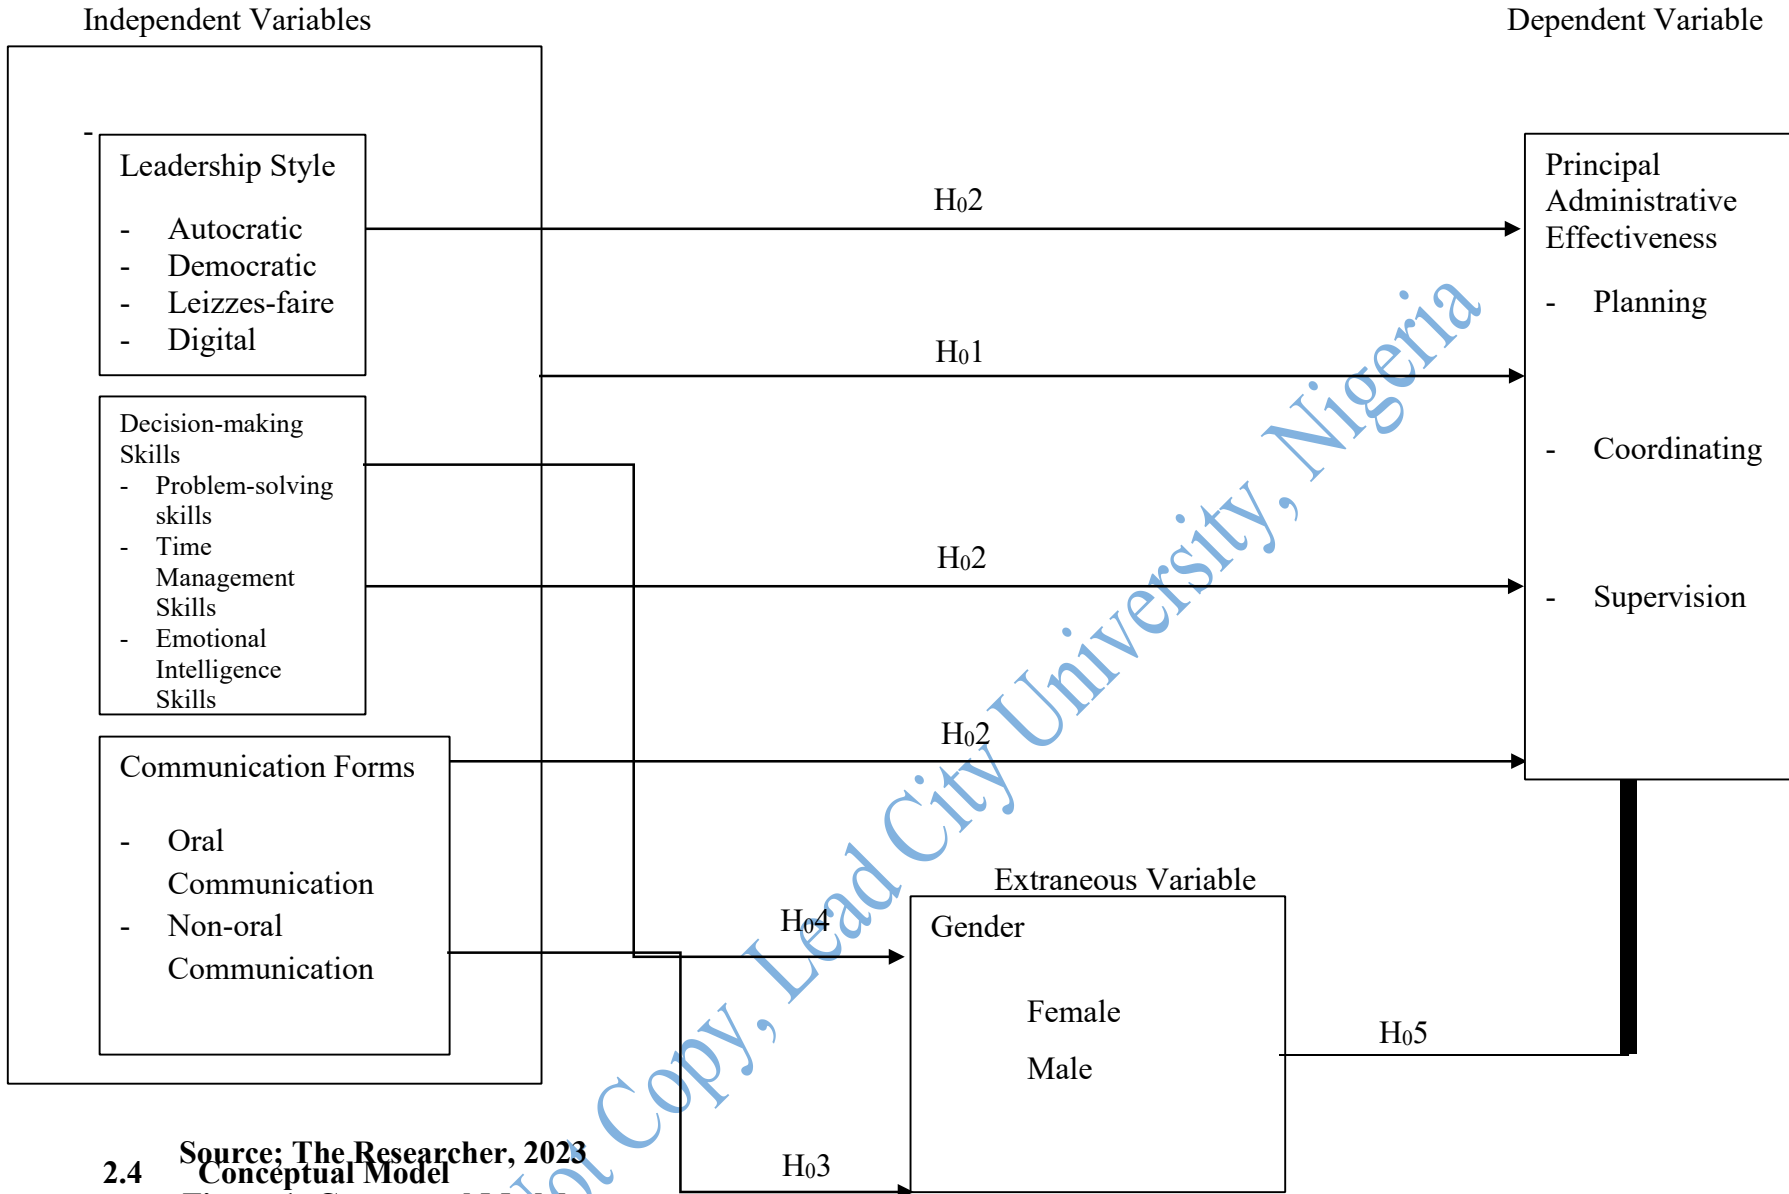 Independent Variables
Dependent Variable
-
Leadership Style
- Autocratic
- Democratic
- Leizzes-faire
- Digital
Decision-making
Skills
- Problem-solving
skills
- Time
Management
Skills
- Emotional
Intelligence
Skills
Communication Forms
- Oral
Communication
- Non-oral
Communication
H₀2
H₀1
H₀2
H₀2
H₀4
H₀3
H₀5
Principal
Administrative
Effectiveness
- Planning
- Coordinating
- Supervision
Extraneous Variable
Gender
Female
Male
Not Copy, Lead City University, Nigeria
Source: The Researcher, 2023
2.4 Conceptual Model